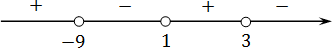 + − + −
−9 1 3